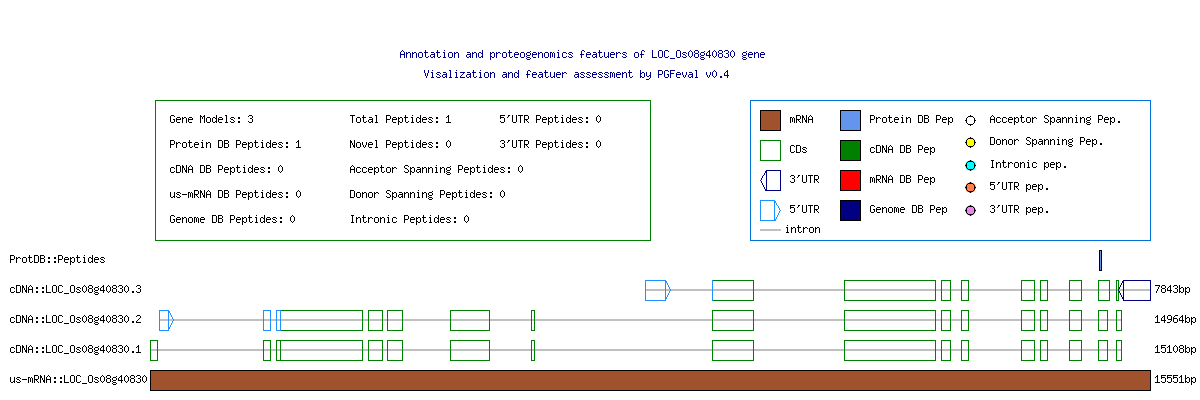 Annotation and proteogenomics featuers of LOC_Os08g40830 gene
Visalization and featuer assessment by PGFeval v0.4
Gene Models: 3 Total Peptides: 1 5'UTR Peptides: 0
Protein DB Peptides: 1 Novel Peptides: 0 3'UTR Peptides: 0
cDNA DB Peptides: 0 Acceptor Spanning Peptides: 0
us-mRNA DB Peptides: 0 Donor Spanning Peptides: 0
Genome DB Peptides: 0 Intronic Peptides: 0
mRNA Protein DB Pep Acceptor Spanning Pep.
CDs cDNA DB Pep Donor Spanning Pep.
3'UTR mRNA DB Pep Intronic pep.
5'UTR Genome DB Pep 5'UTR pep.
intron 3'UTR pep.
ProtDB::Peptides
cDNA::LOC_Os08g40830.3 7843bp
cDNA::LOC_Os08g40830.2 14964bp
cDNA::LOC_Os08g40830.1 15108bp
us-mRNA::LOC_Os08g40830 15551bp